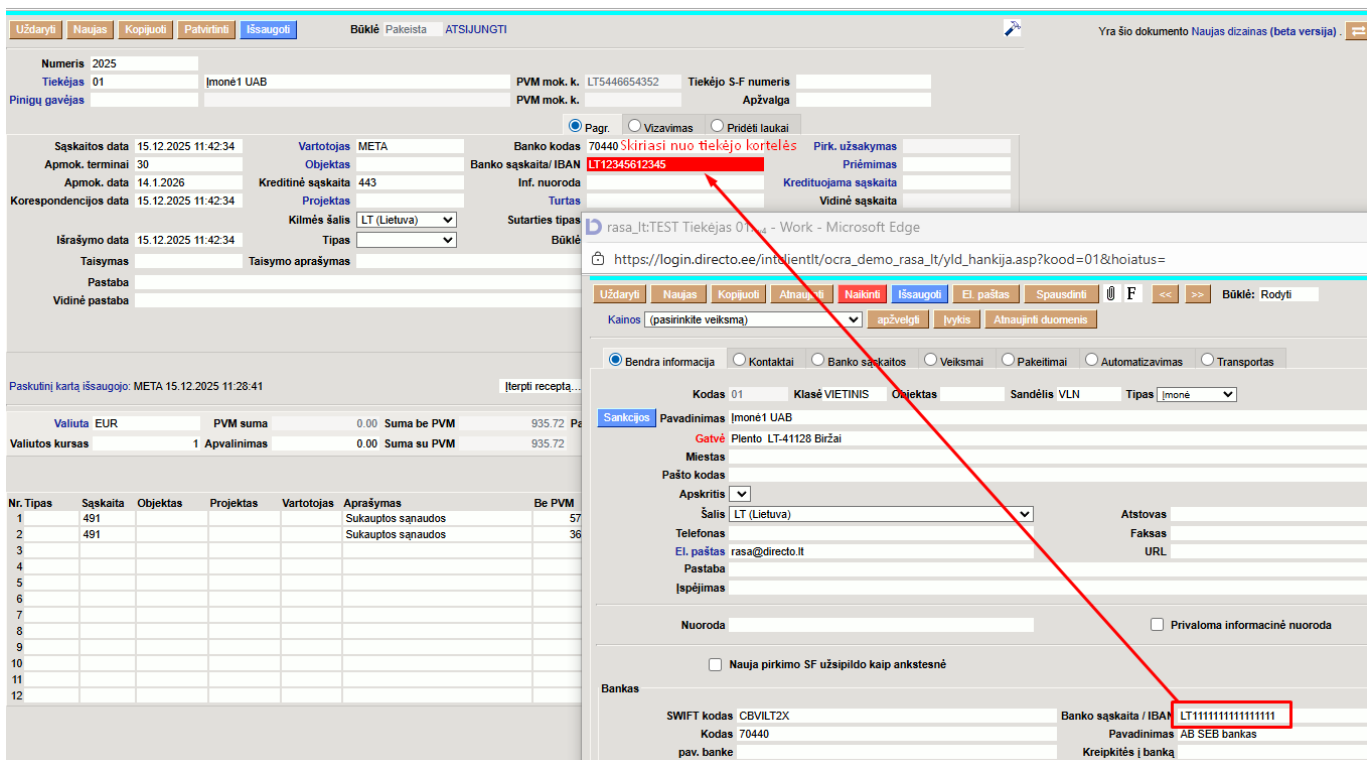 Uždaryti Naujas Kopijuoti Patvirtinti Išsaugoti Būklė Pakeista ATSIJUNGTI Yra šio dokumento Naujas dizainas (beta versija) .
Numeris 2025
Tiekėjas 01 Įmonė1 UAB PVM mok. k. LT5446654352 Tiekėjo S-F numeris
Pinigų gavėjas PVM mok. k. Apžvalga
Pagr. Vizavimas Pridėti laukai
Sąskaitos data 15.12.2025 11:42:34 Vartotojas META Banko kodas 70440 Skiriasi nuo tiekėjo kortelės Pirk. užsakymas
Apmok. terminai 30 Objektas Banko sąskaita/ IBAN LT12345612345 Priėmimas
Apmok. data 14.1.2026 Kreditinė sąskaita 443 Inf. nuoroda Kredituojama sąskaita
Korespondencijos data 15.12.2025 11:42:34 Projektas Turtas Vidinė sąskaita
Kilmės šalis LT (Lietuva) Sutarties tipas
Išrašymo data 15.12.2025 11:42:34 Tipas Būklė
Taisymas Taisymo aprašymas
Pastaba
Vidinė pastaba
Paskutinį kartą išsaugojo: META 15.12.2025 11:28:41 Įterpti receptą...
Valiuta EUR PVM suma 0.00 Suma be PVM 935.72
Valiutos kursas 1 Apvalinimas 0.00 Suma su PVM 935.72
Nr. Tipas Sąskaita Objektas Projektas Vartotojas Aprašymas Be PVM
1 491 Sukauptos sąnaudos 57
2 491 Sukauptos sąnaudos 36
3
4
5
6
7
8
9
10
11
12
rasa_lt:TEST Tiekėjas 01 - Work - Microsoft Edge
https://login.directo.ee/intclientlt/ocra_demo_rasa_lt/yld_hankija.asp?kood=01&hoiatus=
Uždaryti Naujas Kopijuoti Atnaujinti Naikinti Išsaugoti El. paštas Spausdinti F << >> Būklė: Rodyti
Kainos (pasirinkite veiksmą) apžvelgti Įvykis Atnaujinti duomenis
Bendra informacija Kontaktai Banko sąskaitos Veiksmai Pakeitimai Automatizavimas Transportas
Kodas 01 Klasė VIETINIS Objektas Sandėlis VLN Tipas Įmonė
Sankcijos Pavadinimas Įmonė1 UAB
Gatvė Plento LT-41128 Biržai
Miestas
Pašto kodas
Apskritis
Šalis LT (Lietuva) Atstovas
Telefonas Faksas
El. paštas rasa@directo.lt URL
Pastaba
Įspėjimas
Nuoroda Privaloma informacinė nuoroda
Nauja pirkimo SF užsipildo kaip ankstesnė
Bankas
SWIFT kodas CBVILT2X Banko sąskaita / IBAN LT1111111111111111
Kodas 70440 Pavadinimas AB SEB bankas
pav. banke Kreipkitės į banką